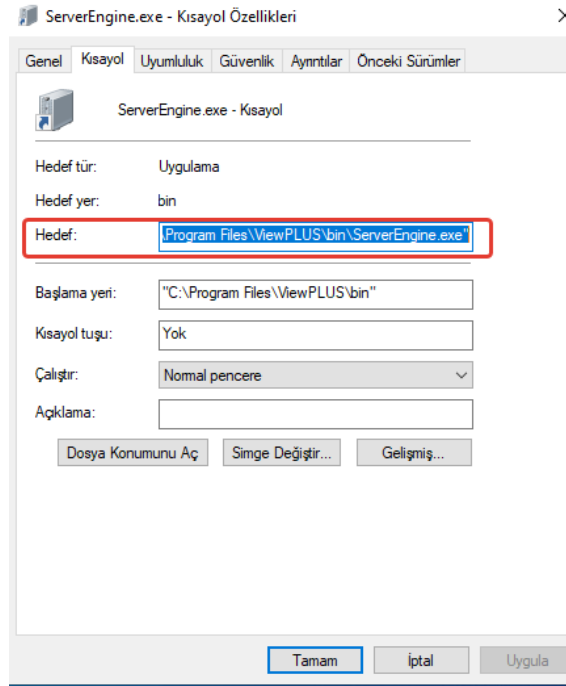 ServerEngine.exe - Kısayol Özellikleri
Genel Kısayol Uyumluluk Güvenlik Ayrıntılar Önceki Sürümler
ServerEngine.exe - Kısayol
Hedef tür: Uygulama
Hedef yer: bin
Hedef: \Program Files\ViewPLUS\bin\ServerEngine.exe"
Başlama yeri: "C:\Program Files\ViewPLUS\bin"
Kısayol tuşu: Yok
Çalıştır: Normal pencere
Açıklama:
Dosya Konumunu Aç Simge Değiştir... Gelişmiş...
Tamam İptal Uygula